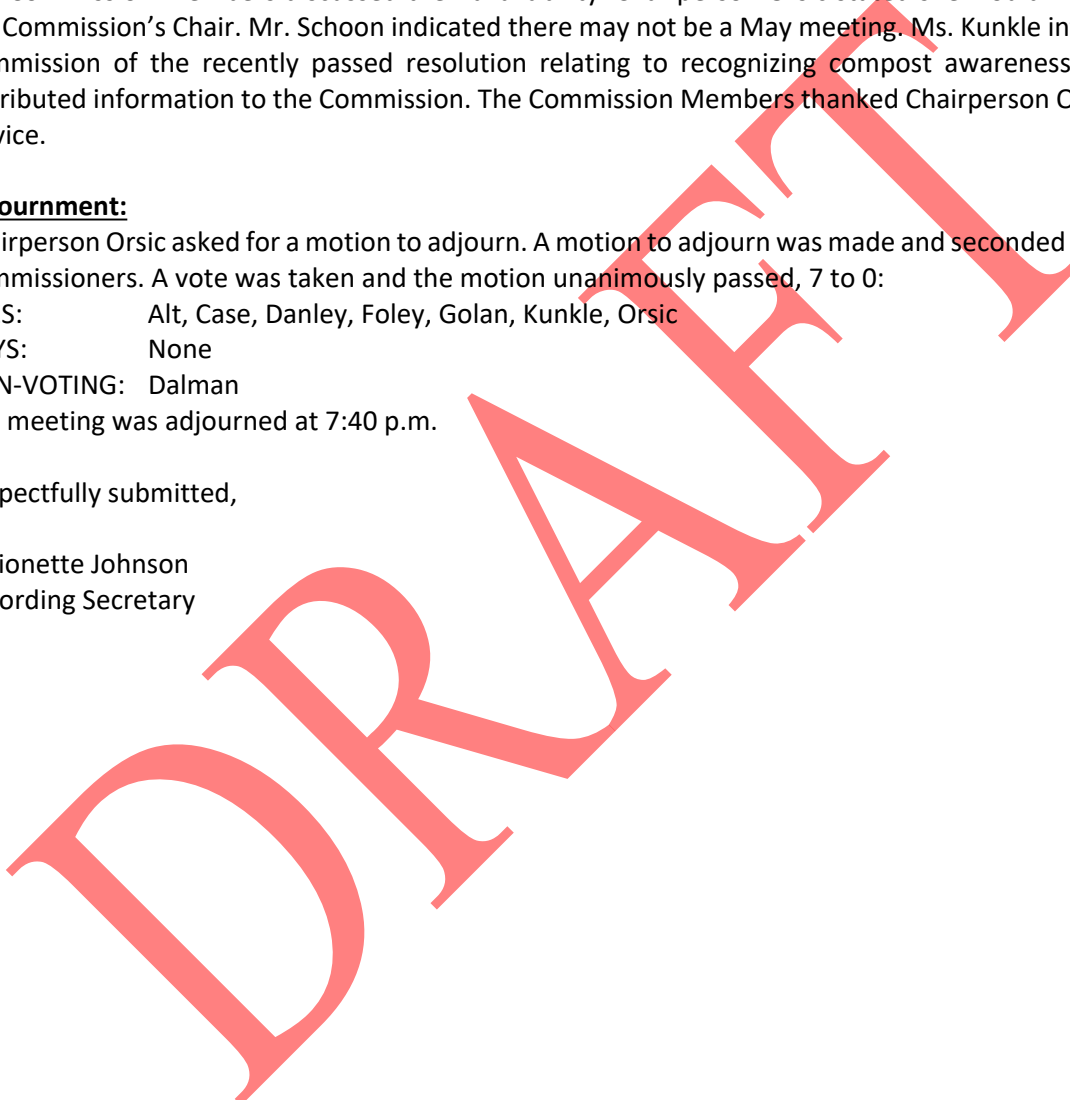 Commission's Chair. Mr. Schoon indicated there may not be a May meeting. Ms. Kunkle in
mmission of the recently passed resolution relating to recognizing compost awareness
tributed information to the Commission. The Commission Members thanked Chairperson O
vice.
journment:
irperson Orsic asked for a motion to adjourn. A motion to adjourn was made and seconded
mmissioners. A vote was taken and the motion unanimously passed, 7 to 0:
S: Alt, Case, Danley, Foley, Golan, Kunkle, Orsic
YS: None
N-VOTING: Dalman
meeting was adjourned at 7:40 p.m.
pectfully submitted,
ionette Johnson
ording Secretary
DRAFT